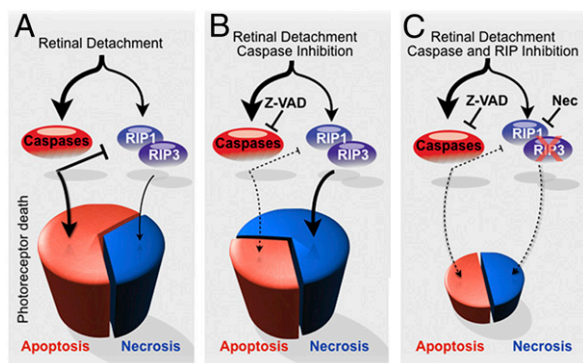 A
Retinal Detachment
Caspases
RIP1
RIP3
Photoreceptor death
Apoptosis
Necrosis
B
Retinal Detachment
Caspase Inhibition
Z-VAD
Caspases
RIP1
RIP3
Apoptosis
Necrosis
C
Retinal Detachment
Caspase and RIP Inhibition
Z-VAD
Nec
Caspases
RIP1
RIP3
Apoptosis
Necrosis